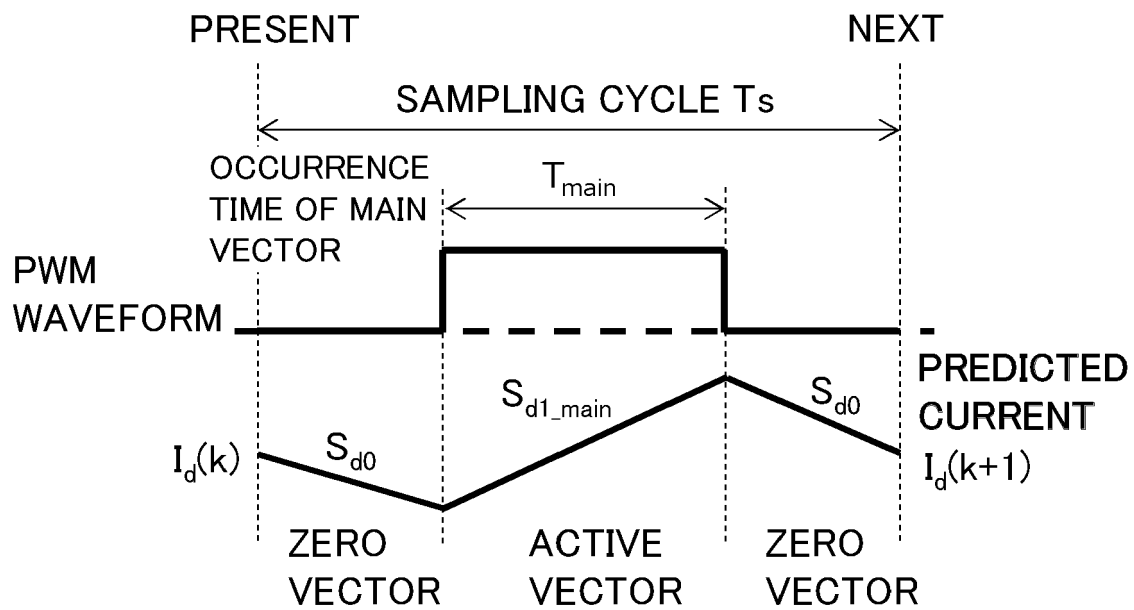 PRESENT
NEXT
SAMPLING CYCLE Ts
OCCURRENCE
TIME OF MAIN
VECTOR
T_main
PWM
WAVEFORM
PREDICTED
CURRENT
I_d(k)
S_d0
S_d1_main
S_d0
I_d(k+1)
ZERO
VECTOR
ACTIVE
VECTOR
ZERO
VECTOR